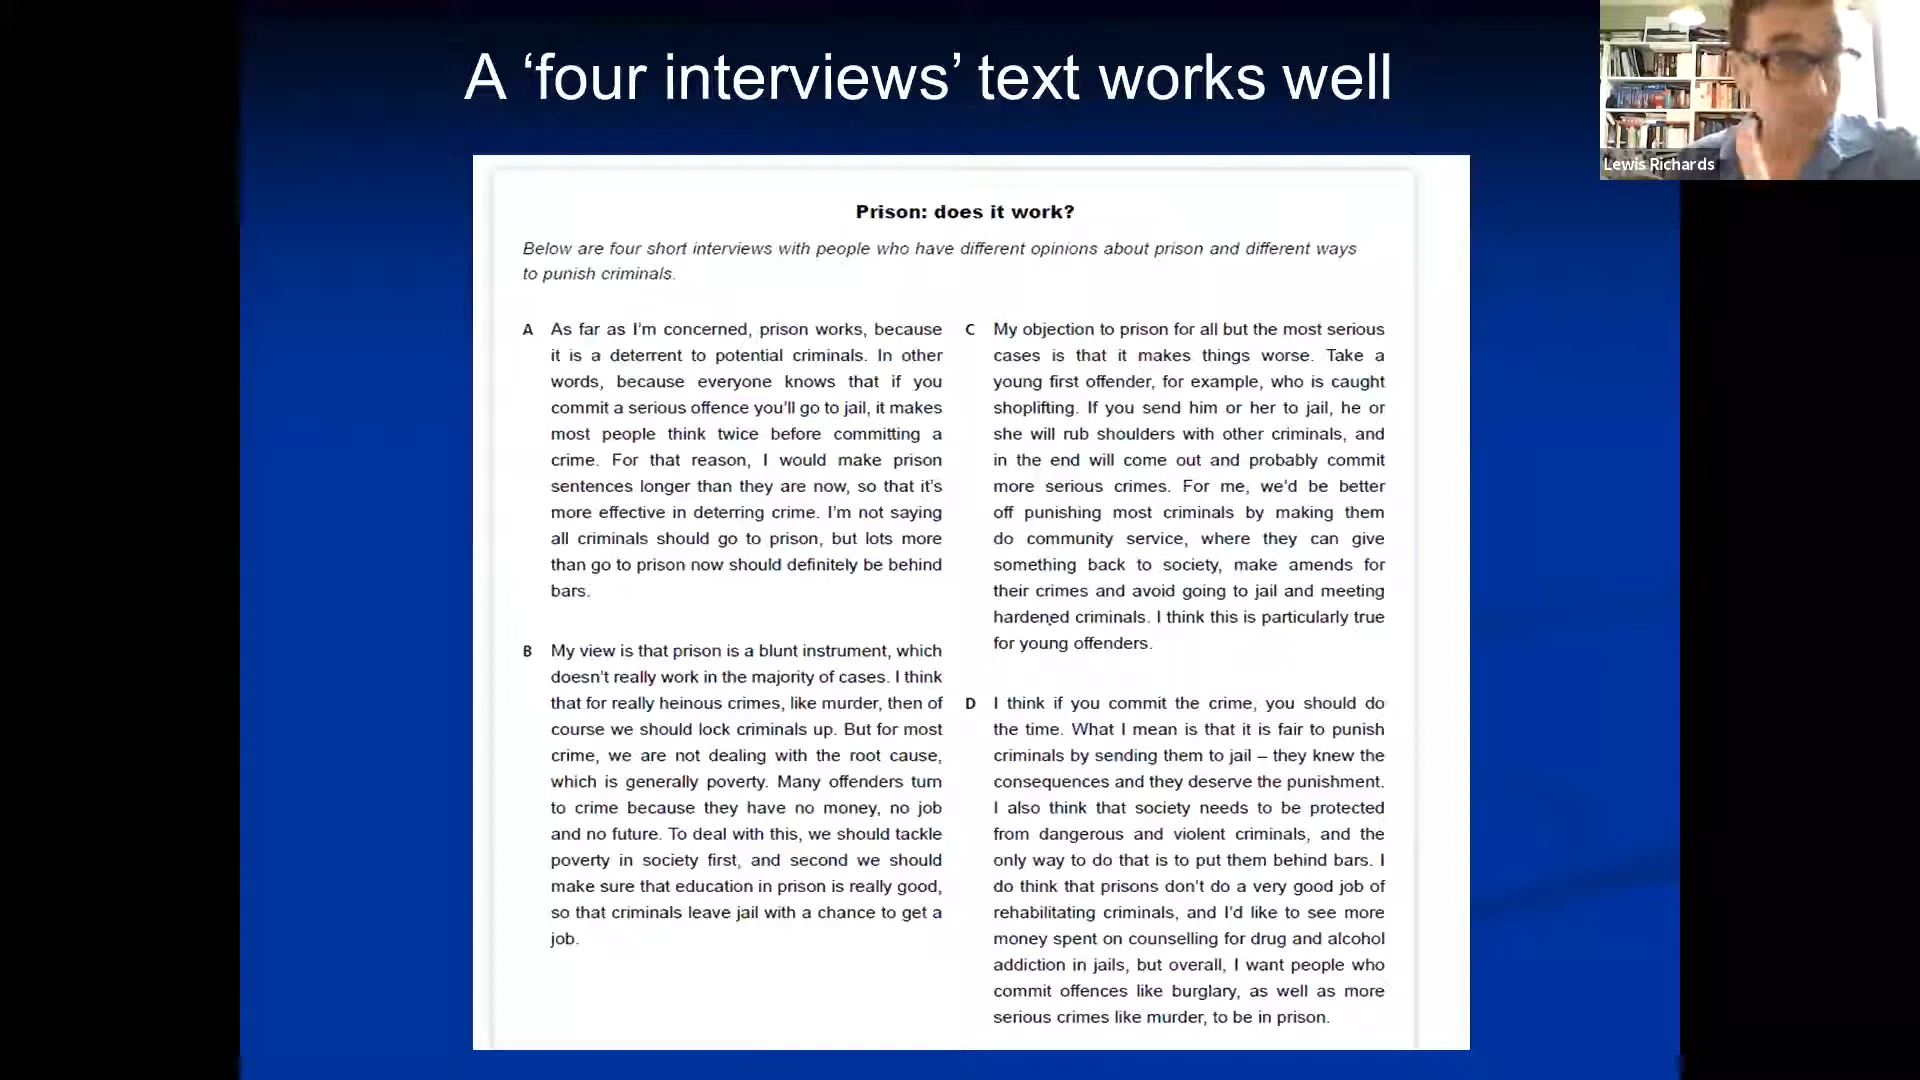 A ‘four interviews’ text works well
Lewis Richards
Prison: does it work?
Below are four short interviews with people who have different opinions about prison and different ways
to punish criminals.
A As far as I'm concerned, prison works, because
it is a deterrent to potential criminals. In other
words, because everyone knows that if you
commit a serious offence you'll go to jail, it makes
most people think twice before committing a
crime. For that reason, I would make prison
sentences longer than they are now, so that it's
more effective in deterring crime. I'm not saying
all criminals should go to prison, but lots more
than go to prison now should definitely be behind
bars.
B My view is that prison is a blunt instrument, which
doesn't really work in the majority of cases. I think
that for really heinous crimes, like murder, then of
course we should lock criminals up. But for most
crime, we are not dealing with the root cause,
which is generally poverty. Many offenders turn
to crime because they have no money, no job
and no future. To deal with this, we should tackle
poverty in society first, and second we should
make sure that education in prison is really good,
so that criminals leave jail with a chance to get a
job.
C My objection to prison for all but the most serious
cases is that it makes things worse. Take a
young first offender, for example, who is caught
shoplifting. If you send him or her to jail, he or
she will rub shoulders with other criminals, and
in the end will come out and probably commit
more serious crimes. For me, we'd be better
off punishing most criminals by making them
do community service, where they can give
something back to society, make amends for
their crimes and avoid going to jail and meeting
hardened criminals. I think this is particularly true
for young offenders.
D I think if you commit the crime, you should do
the time. What I mean is that it is fair to punish
criminals by sending them to jail – they knew the
consequences and they deserve the punishment.
I also think that society needs to be protected
from dangerous and violent criminals, and the
only way to do that is to put them behind bars. I
do think that prisons don't do a very good job of
rehabilitating criminals, and I'd like to see more
money spent on counselling for drug and alcohol
addiction in jails, but overall, I want people who
commit offences like burglary, as well as more
serious crimes like murder, to be in prison.